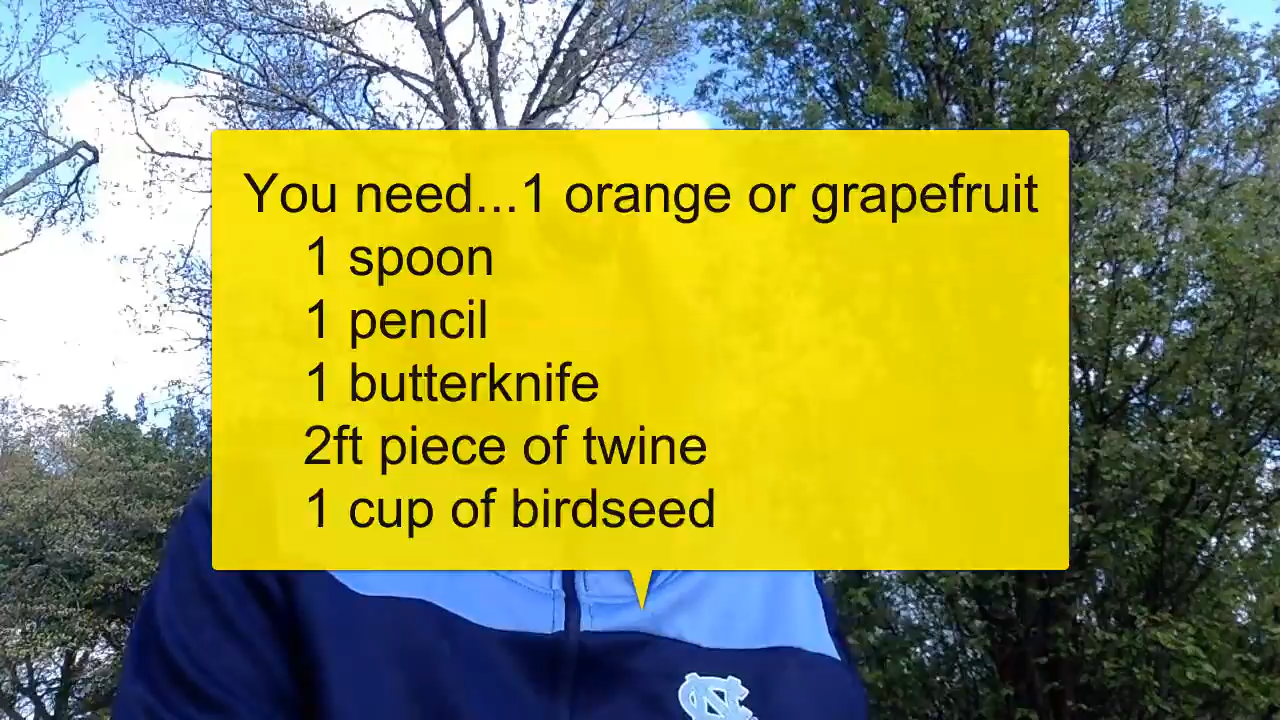 You need...1 orange or grapefruit
1 spoon
1 pencil
1 butterknife
2ft piece of twine
1 cup of birdseed
NC